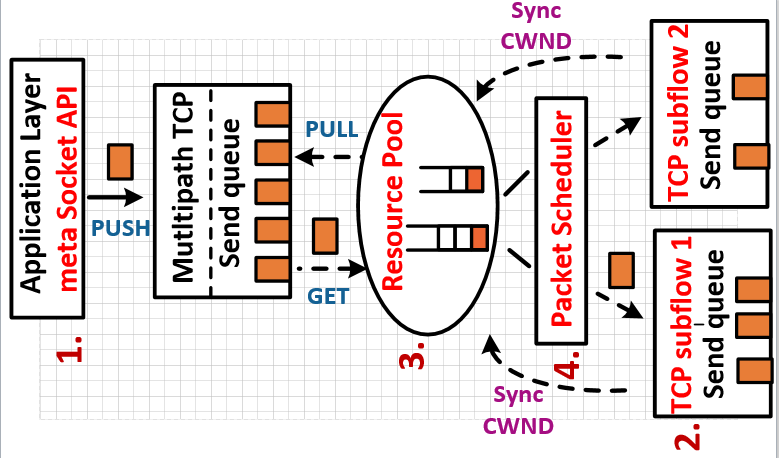 Application Layer
meta Socket API
1.
PUSH
Mutltipath TCP
Send queue
PULL
GET
Resource Pool
3.
Sync
CWND
Sync
CWND
Packet Scheduler
4.
TCP subflow 2
Send queue
TCP subflow 1
Send queue
2.